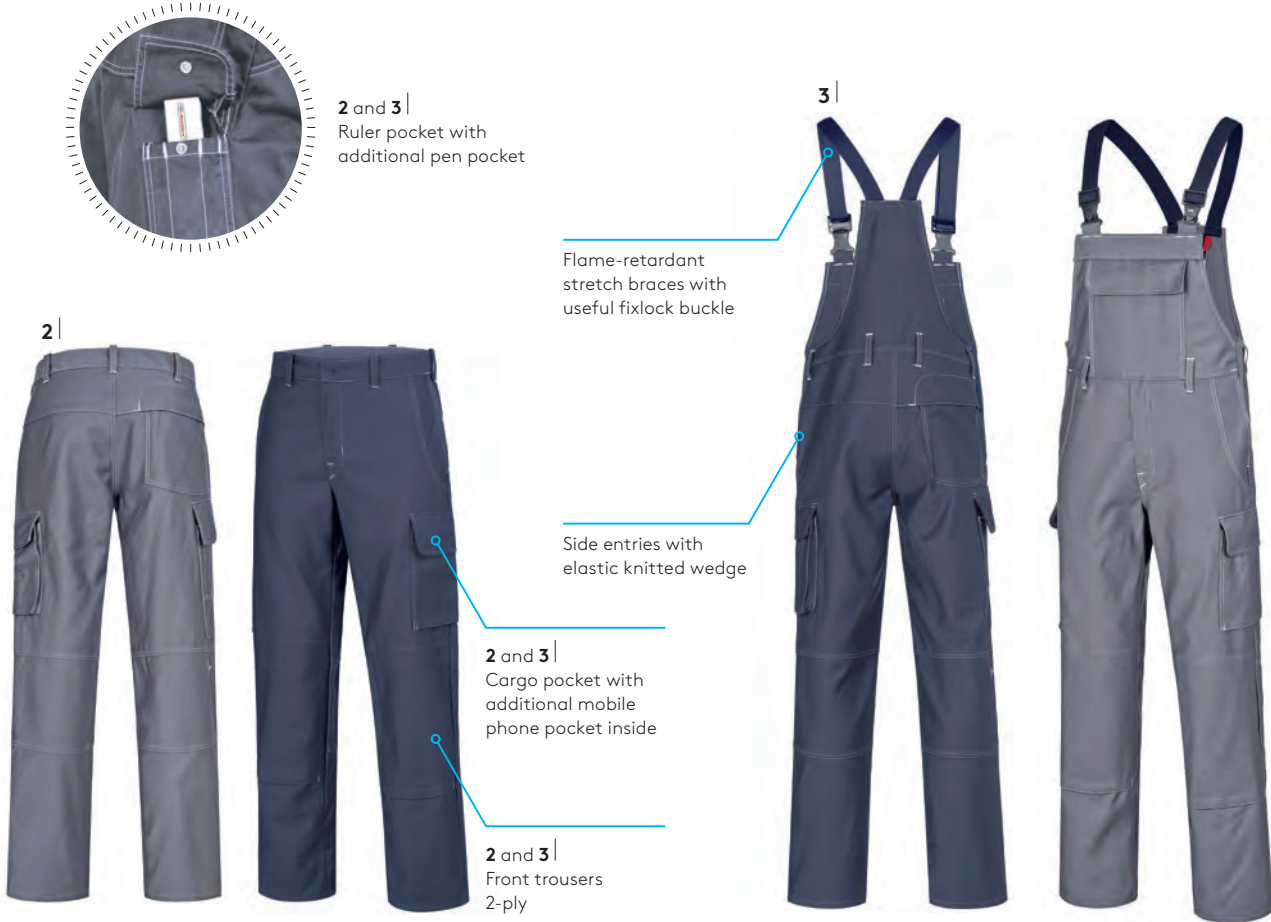 2 and 3|
Ruler pocket with
additional pen pocket
3|
Flame-retardant
stretch braces with
useful fixlock buckle
2|
Side entries with
elastic knitted wedge
2 and 3|
Cargo pocket with
additional mobile
phone pocket inside
2 and 3|
Front trousers
2-ply